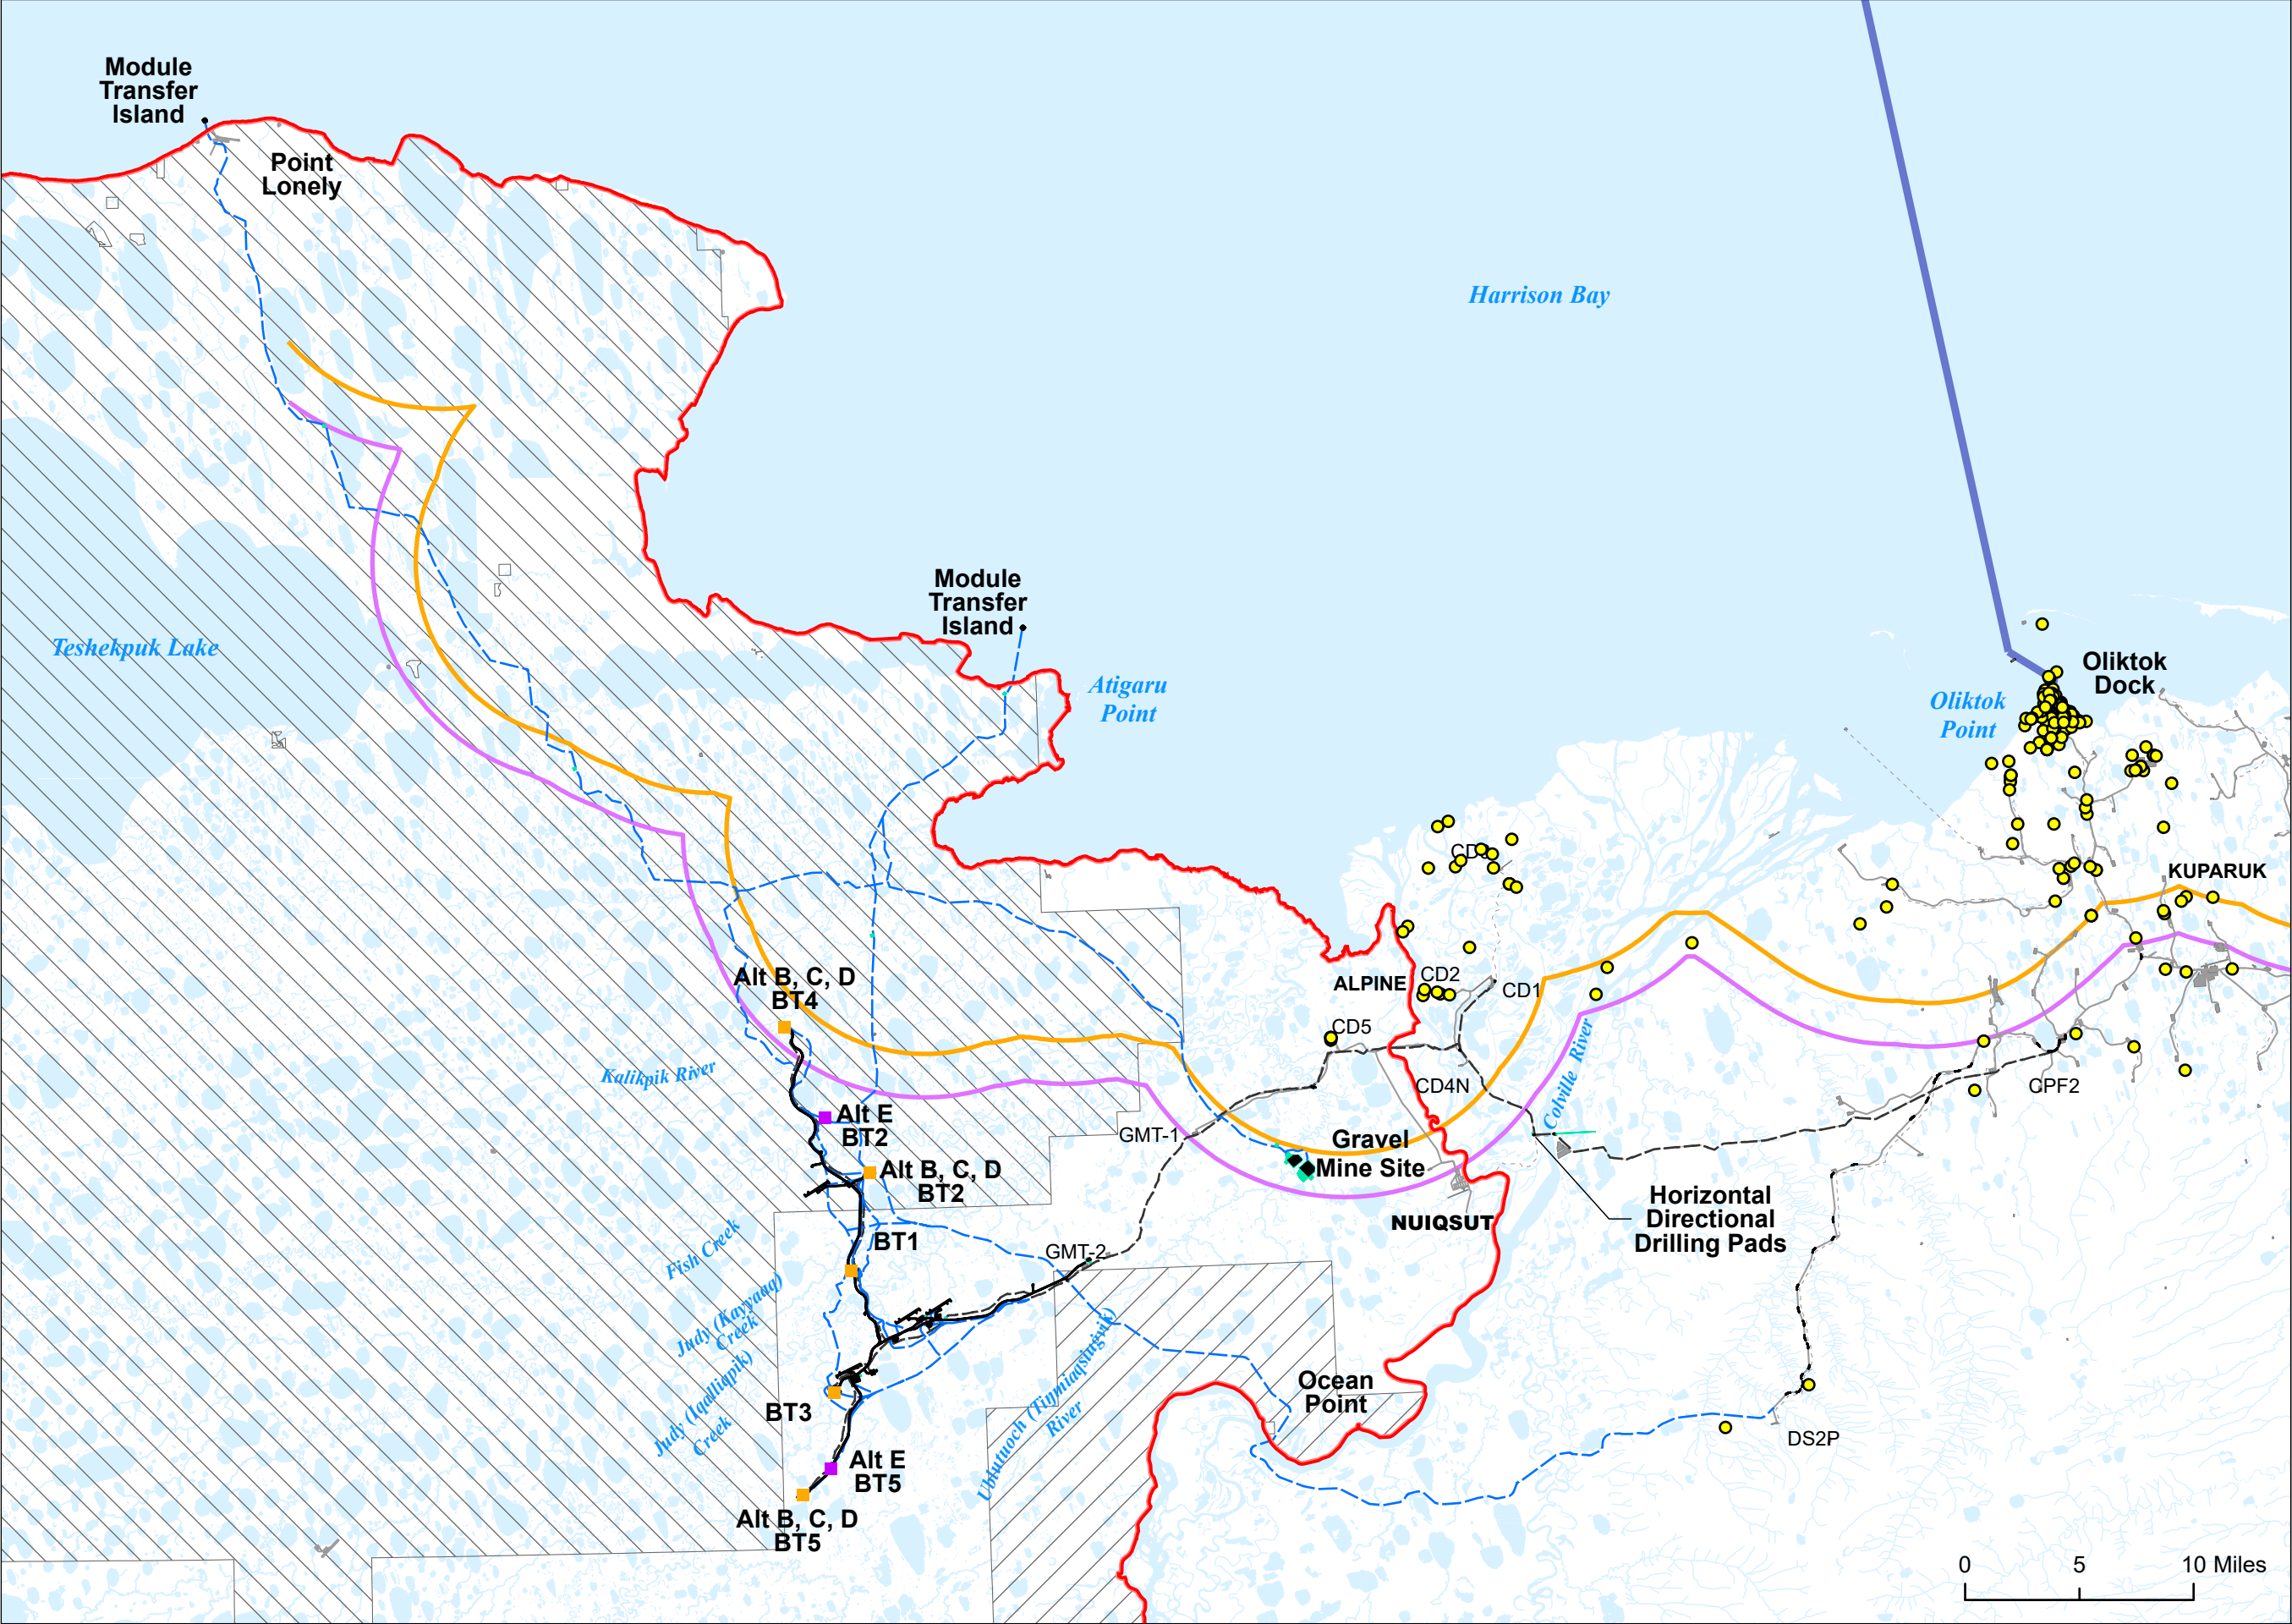 Module
Transfer
Island
Point
Lonely
Harrison Bay
Module
Transfer
Island
Teshekpuk Lake
Atigaru
Point
Oliktok
Dock
Oliktok
Point
KUPARUK
Alt B, C, D
BT4
ALPINE
CD2
CD1
CD5
Kalikpik River
CD4N
Colville River
CPF2
Alt E
BT2
GMT-1
Gravel
Mine Site
Alt B, C, D
BT2
Horizontal
Directional
Drilling Pads
NUIQSUT
BT1
GMT-2
Fish Creek
Judy (Kayyaaq)
Creek
Judy (Iqalliqpik)
Creek
Ublutuoch (Tiŋmiaqsiuġvik)
River
Ocean
Point
BT3
DS2P
Alt E
BT5
Alt B, C, D
BT5
0 5 10 Miles